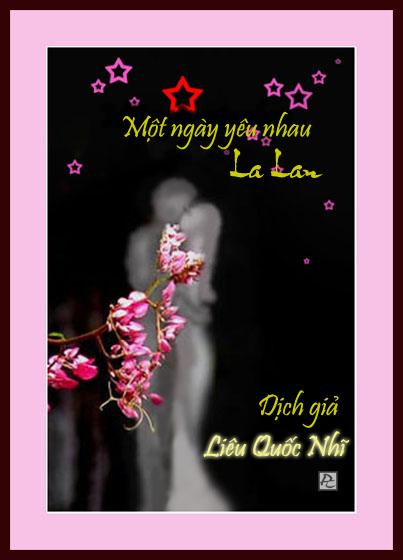 Một ngày yêu nhau
La Lan
Dịch giả
Liêu Quốc Nhĩ